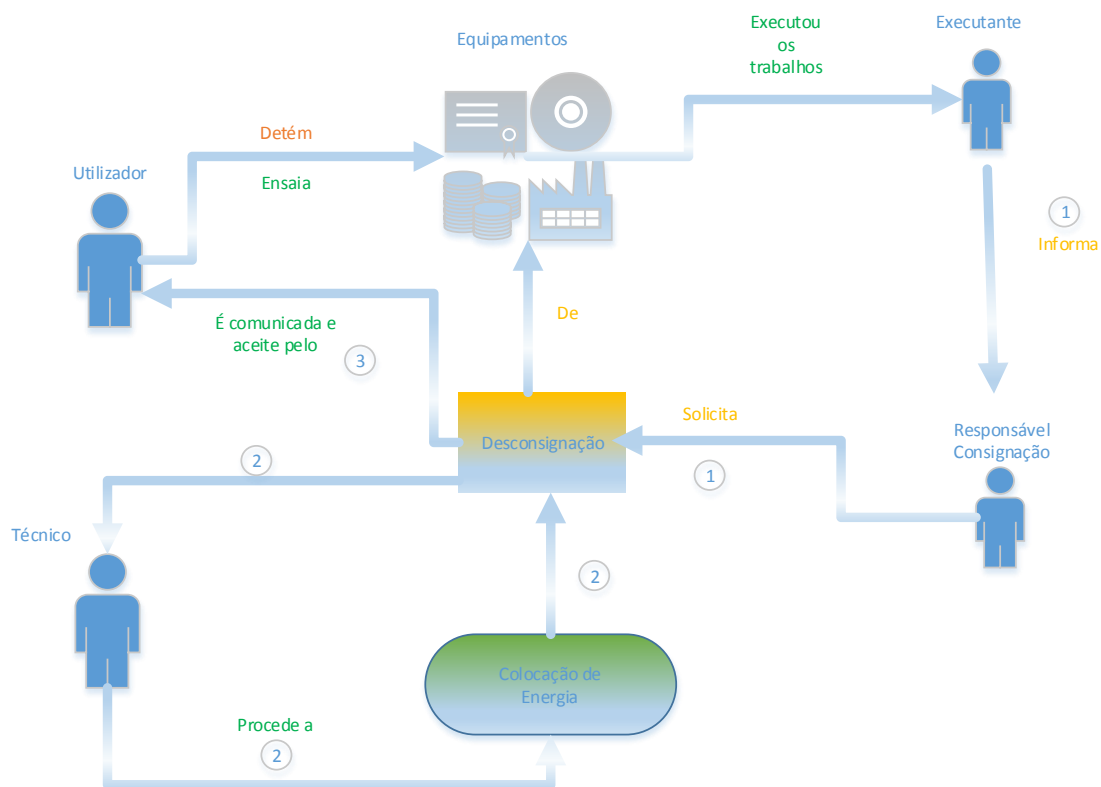 Executou
os
trabalhos
Executante
Equipamentos
Detém
Ensaia
Utilizador
1
Informa
De
É comunicada e
aceite pelo
3
Solicita
Desconsignação
1
Responsável
Consignação
2
Técnico
2
Colocação de
Energia
Procede a
2